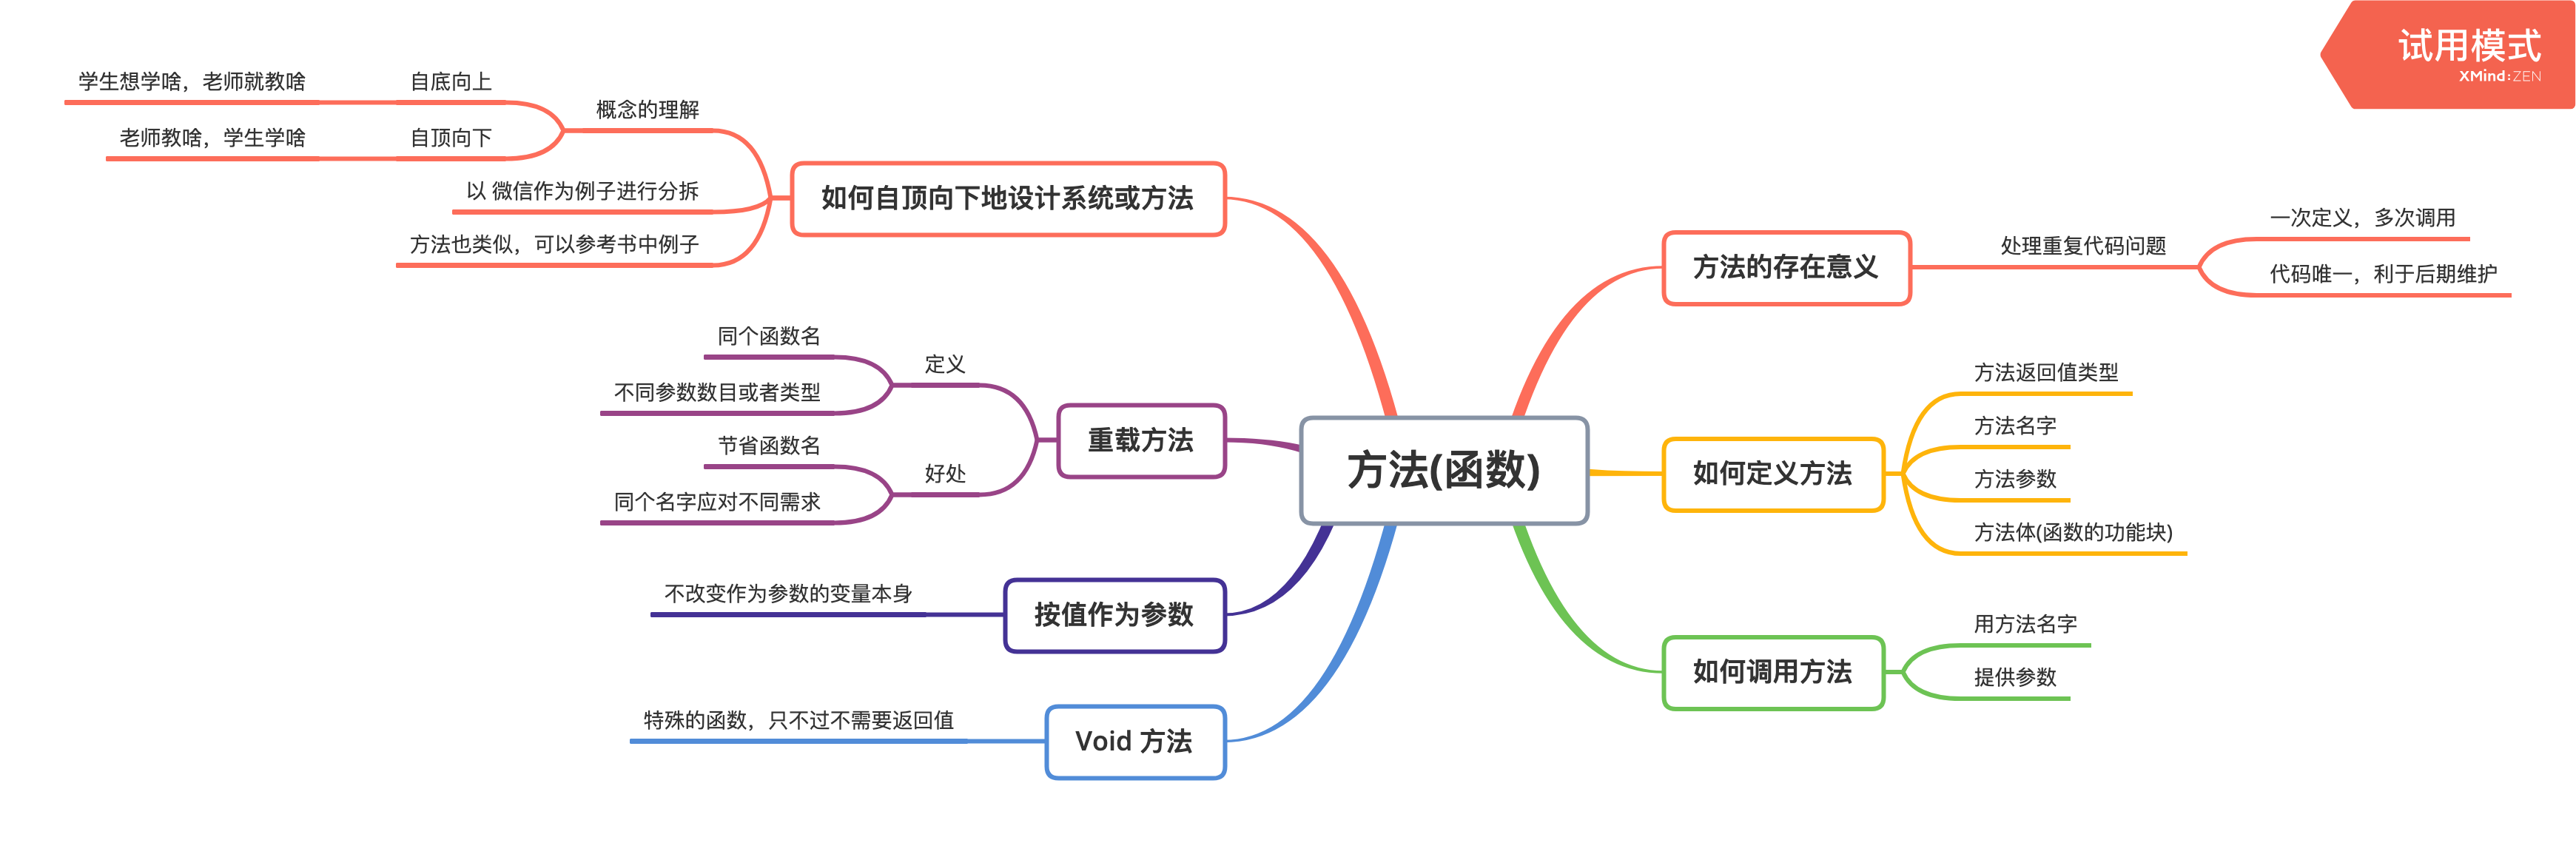 试用模式
XMind:ZEN
方法(函数)
方法的存在意义
处理重复代码问题
一次定义，多次调用
代码唯一，利于后期维护
如何定义方法
方法返回值类型
方法名字
方法参数
方法体(函数的功能块)
如何调用方法
用方法名字
提供参数
如何自顶向下地设计系统或方法
概念的理解
自底向上
学生想学啥，老师就教啥
自顶向下
老师教啥，学生学啥
以 微信作为例子进行分拆
方法也类似，可以参考书中例子
重载方法
定义
同个函数名
不同参数数目或者类型
好处
节省函数名
同个名字应对不同需求
按值作为参数
不改变作为参数的变量本身
Void 方法
特殊的函数，只不过不需要返回值